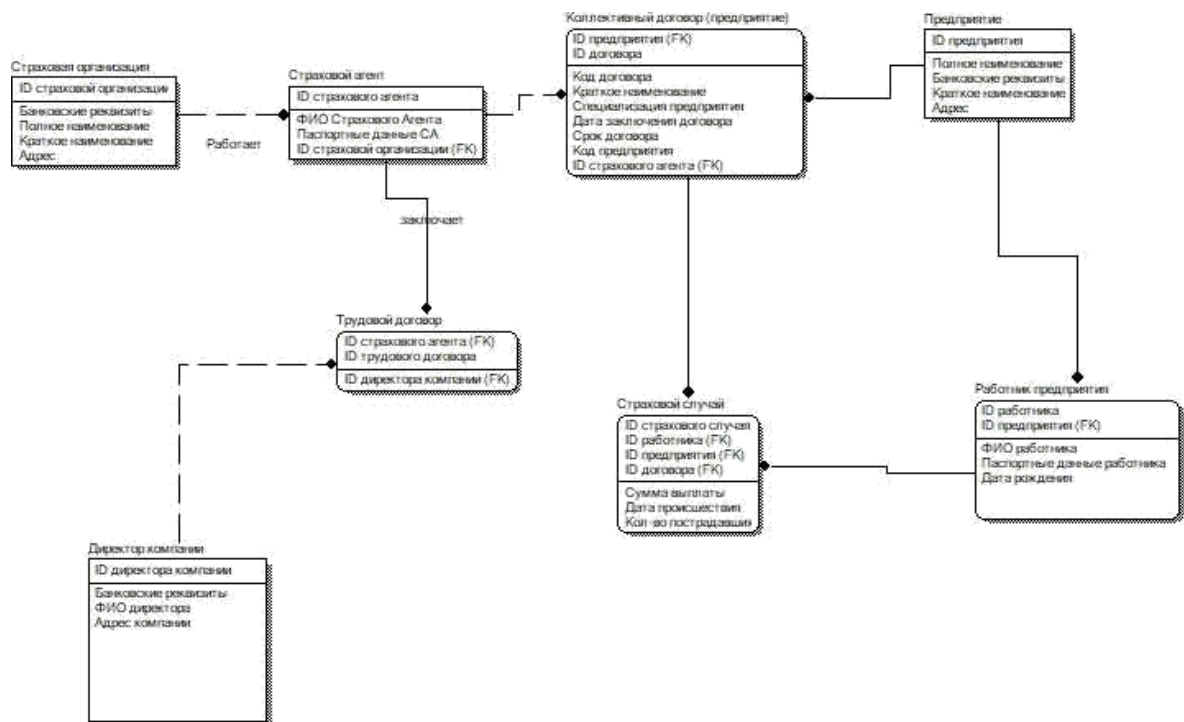 Страховая организация
ID страховой организации
Банковские реквизиты
Полное наименование
Краткое наименование
Адрес
Работает
Страховой агент
ID страхового агента
ФИО Страхового Агента
Паспортные данные СА
ID страховой организации (FK)
заключает
Коллективный договор (предприятие)
ID предприятия (FK)
ID договора
Код договора
Краткое наименование
Специализация предприятия
Дата заключения договора
Срок договора
Код предприятия
ID страхового агента (FK)
Предприятие
ID предприятия
Полное наименование
Банковские реквизиты
Краткое наименование
Адрес
Трудовой договор
ID страхового агента (FK)
ID трудового договора
ID директора компании (FK)
Страховой случай
ID страхового случая
ID работника (FK)
ID предприятия (FK)
ID договора (FK)
Сумма выплаты
Дата происшествия
Кол-во пострадавши
Работник предприятия
ID работника
ID предприятия (FK)
ФИО работника
Паспортные данные работника
Дата рождения
Директор компании
ID директора компании
Банковские реквизиты
ФИО директора
Адрес компании